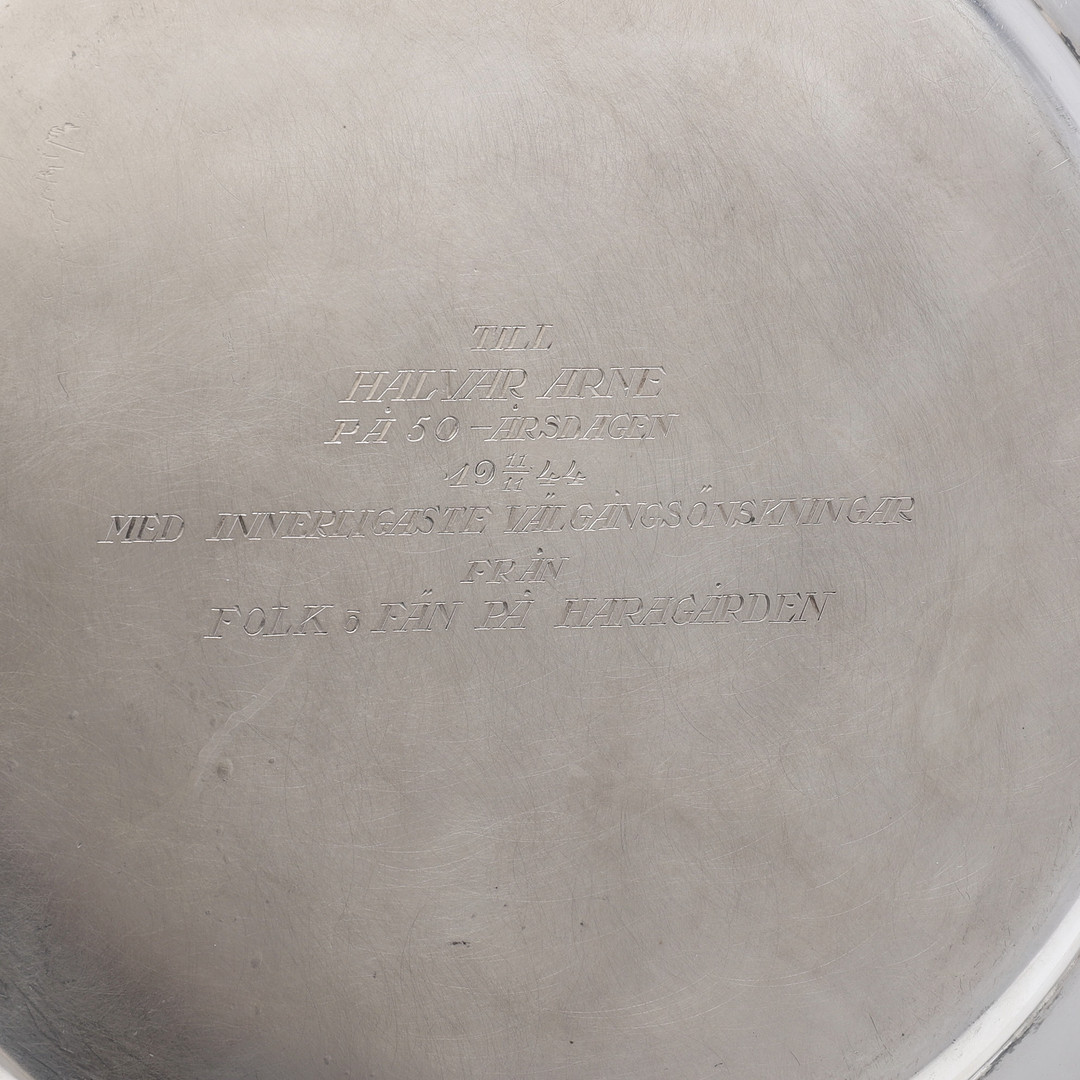 TILL
HALVAR ARNE
PÅ 50-ÅRSDAGEN
19 11/11 44
MED INNERLIGASTE VÄLGÅNGSÖNSKNINGAR
FRÅN
FOLK o FÄN PÅ HARAGÅRDEN